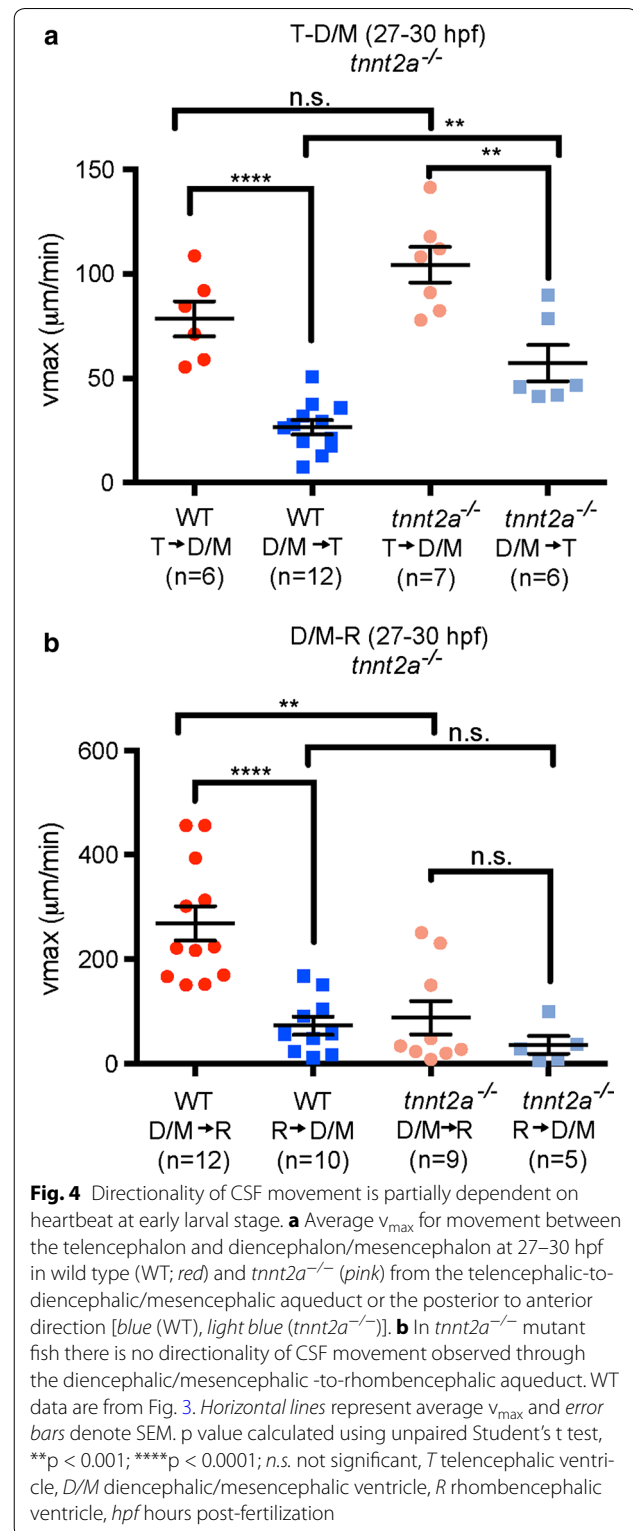 a
T-D/M (27-30 hpf)
tnnt2a-/-
n.s.
**
****
**
150
100
50
0
vmax (μm/min)
WT
T→D/M
(n=6)
WT
D/M→T
(n=12)
tnnt2a-/-
T→D/M
(n=7)
tnnt2a-/-
D/M→T
(n=6)
b
D/M-R (27-30 hpf)
tnnt2a-/-
**
n.s.
****
n.s.
600
400
200
0
vmax (μm/min)
WT
D/M→R
(n=12)
WT
R→D/M
(n=10)
tnnt2a-/-
D/M→R
(n=9)
tnnt2a-/-
R→D/M
(n=5)
Fig. 4 Directionality of CSF movement is partially dependent on
heartbeat at early larval stage. a Average vmax for movement between
the telencephalon and diencephalon/mesencephalon at 27–30 hpf
in wild type (WT; red) and tnnt2a−/− (pink) from the telencephalic-to-
diencephalic/mesencephalic aqueduct or the posterior to anterior
direction [blue (WT), light blue (tnnt2a−/−)]. b In tnnt2a−/− mutant
fish there is no directionality of CSF movement observed through
the diencephalic/mesencephalic -to-rhombencephalic aqueduct. WT
data are from Fig. 3. Horizontal lines represent average vmax and error
bars denote SEM. p value calculated using unpaired Student's t test,
**p < 0.001; ****p < 0.0001; n.s. not significant, T telencephalic ventri-
cle, D/M diencephalic/mesencephalic ventricle, R rhombencephalic
ventricle, hpf hours post-fertilization